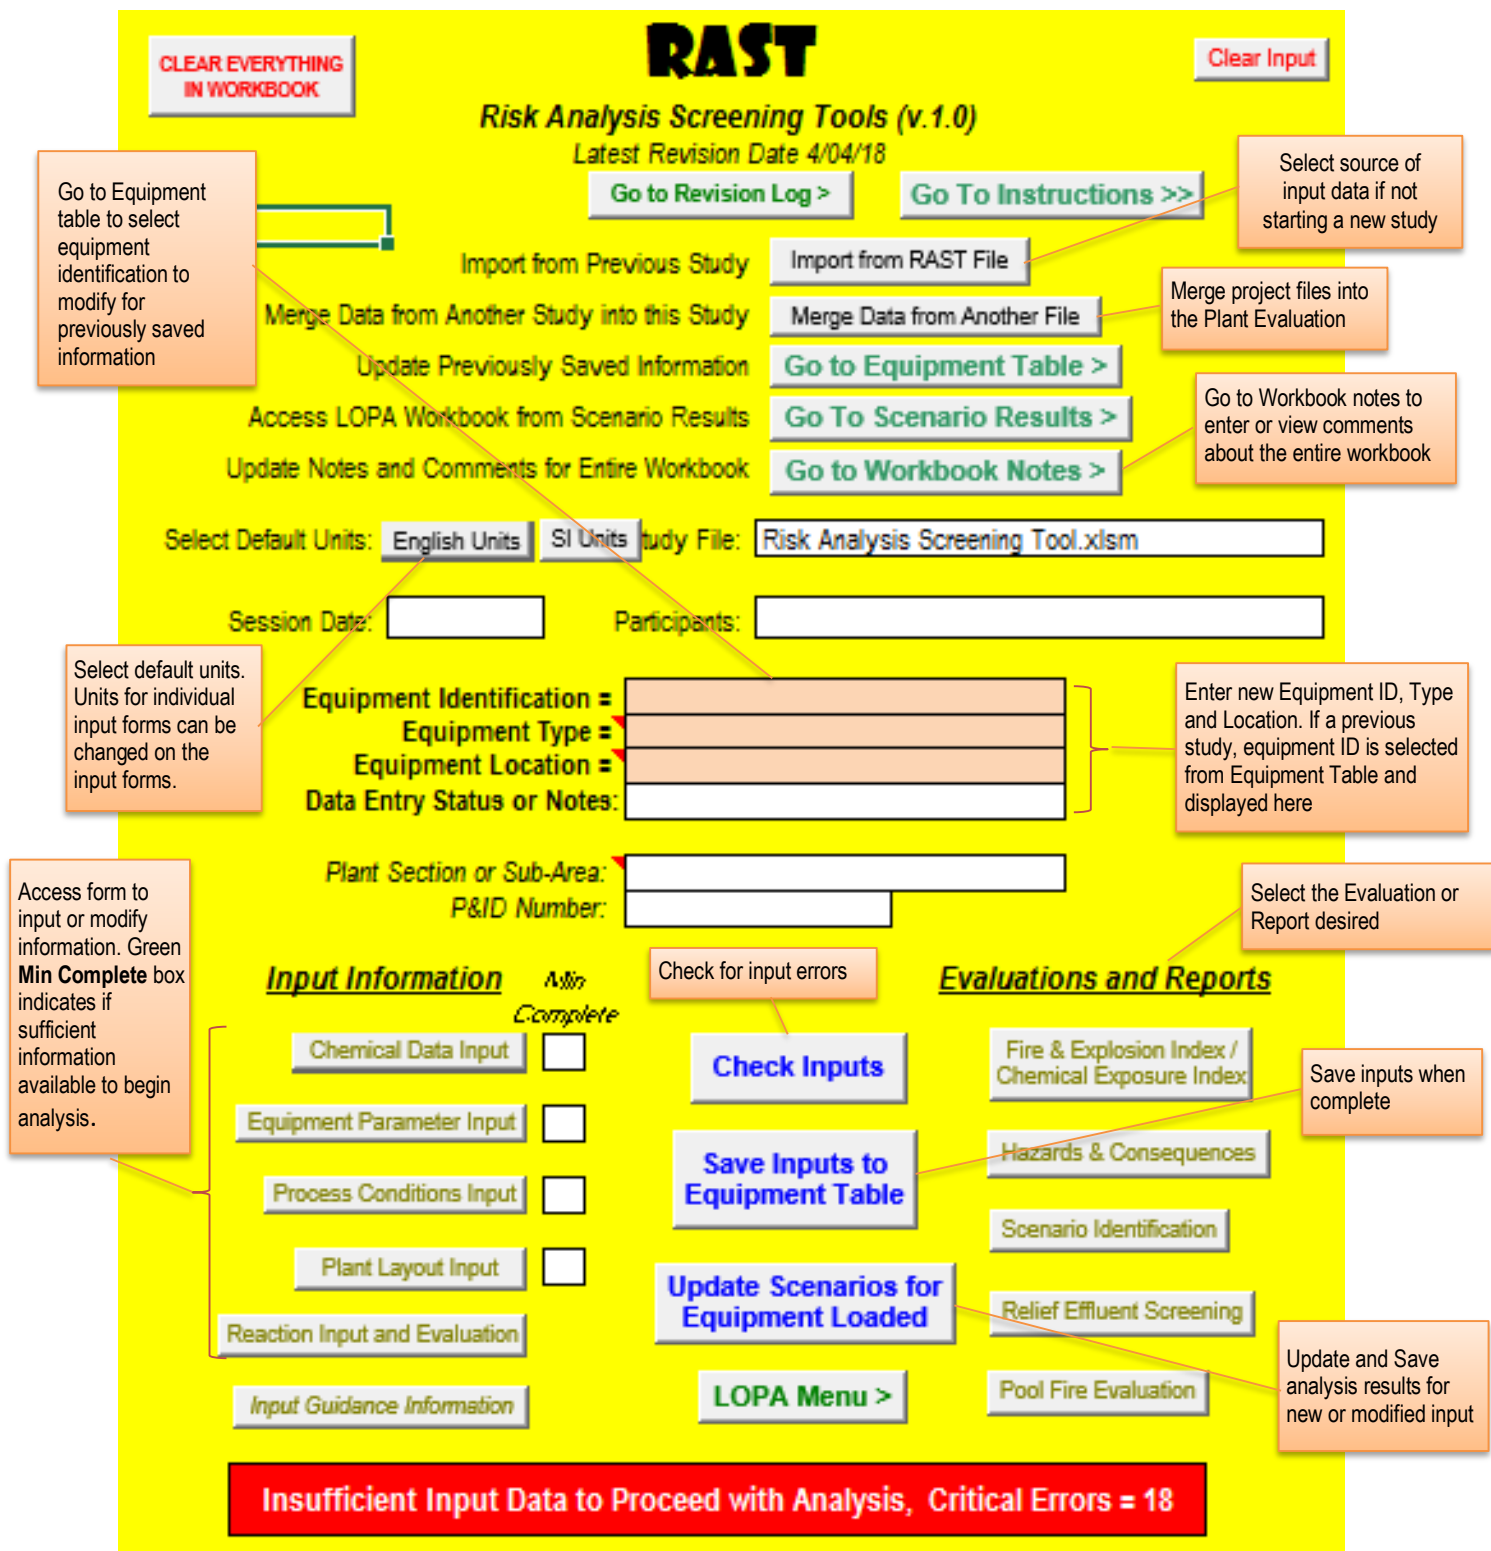 CLEAR EVERYTHING
IN WORKBOOK
RAST
Clear Input
Risk Analysis Screening Tools (v.1.0)
Latest Revision Date 4/04/18
Go to Revision Log >
Go To Instructions >>
Select source of
input data if not
starting a new study
Go to Equipment
table to select
equipment
identification to
modify for
previously saved
information
Import from Previous Study
Import from RAST File
Merge Data from Another Study into this Study
Merge Data from Another File
Merge project files into
the Plant Evaluation
Update Previously Saved Information
Go to Equipment Table >
Access LOPA Workbook from Scenario Results
Go To Scenario Results >
Update Notes and Comments for Entire Workbook
Go to Workbook Notes >
Go to Workbook notes to
enter or view comments
about the entire workbook
Select Default Units:
English Units
SI Units
tudy File:
Risk Analysis Screening Tool.xlsm
Session Date:
Participants:
Select default units.
Units for individual
input forms can be
changed on the
input forms.
Equipment Identification =
Equipment Type =
Equipment Location =
Data Entry Status or Notes:
Enter new Equipment ID, Type
and Location. If a previous
study, equipment ID is selected
from Equipment Table and
displayed here
Plant Section or Sub-Area:
P&ID Number:
Access form to
input or modify
information. Green
Min Complete box
indicates if
sufficient
information
available to begin
analysis.
Select the Evaluation or
Report desired
Input Information
Min
Complete
Check for input errors
Evaluations and Reports
Chemical Data Input
Equipment Parameter Input
Process Conditions Input
Plant Layout Input
Reaction Input and Evaluation
Input Guidance Information
Check Inputs
Save Inputs to
Equipment Table
Update Scenarios for
Equipment Loaded
LOPA Menu >
Fire & Explosion Index /
Chemical Exposure Index
Hazards & Consequences
Scenario Identification
Relief Effluent Screening
Pool Fire Evaluation
Save inputs when
complete
Update and Save
analysis results for
new or modified input
Insufficient Input Data to Proceed with Analysis, Critical Errors = 18